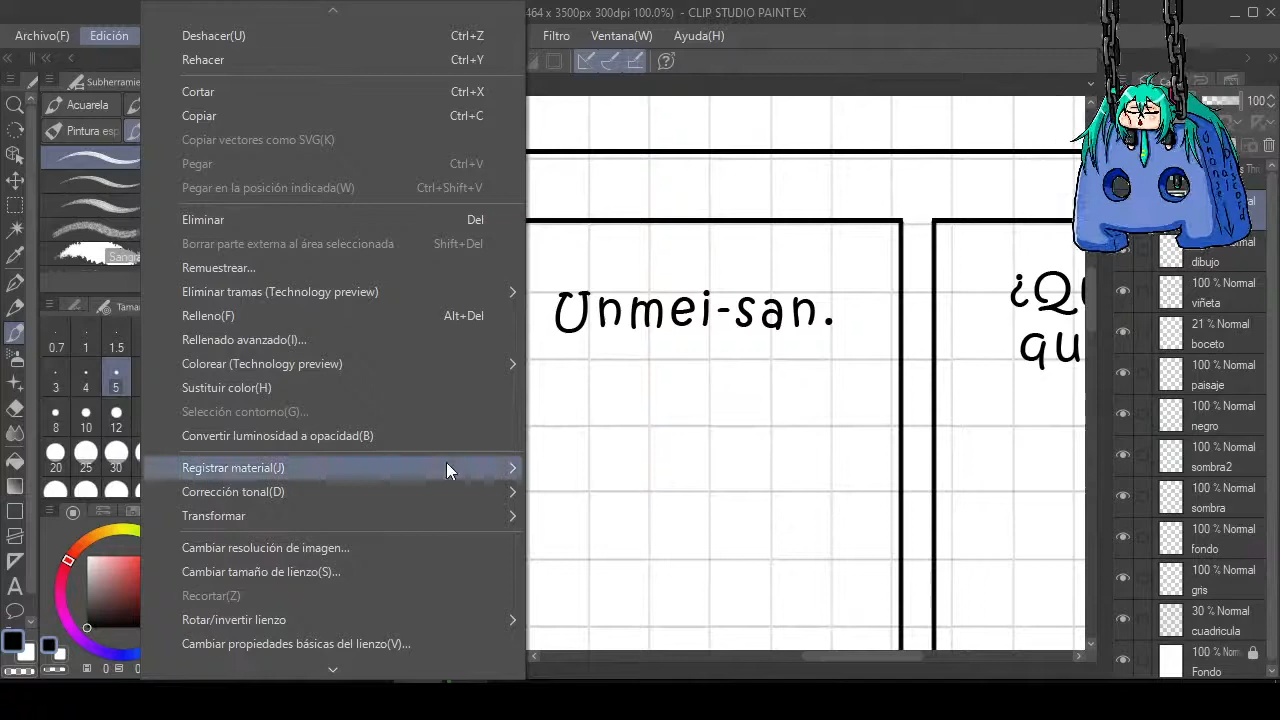 464 x 3500px 300dpi 100.0%) - CLIP STUDIO PAINT EX
Archivo(F)
Edición
Filtro
Ventana(W)
Ayuda(H)
Deshacer(U) Ctrl+Z
Rehacer Ctrl+Y
Cortar Ctrl+X
Copiar Ctrl+C
Copiar vectores como SVG(K)
Pegar Ctrl+V
Pegar en la posición indicada(W) Ctrl+Shift+V
Eliminar Del
Borrar parte externa al área seleccionada Shift+Del
Remuestrear...
Eliminar tramas (Technology preview)
Relleno(F) Alt+Del
Rellenado avanzado(I)...
Colorear (Technology preview)
Sustituir color(H)
Selección contorno(G)...
Convertir luminosidad a opacidad(B)
Registrar material(J)
Corrección tonal(D)
Transformar
Cambiar resolución de imagen...
Cambiar tamaño de lienzo(S)...
Recortar(Z)
Rotar/invertir lienzo
Cambiar propiedades básicas del lienzo(V)...
Subherramie
Acuarela
Pintura esp
Sangra
Tama
0.7 1 1.5
3 4 5
8 10 12
20 25 30
0
0
Unmei-san.
¿Q
qu
100
dibujo
100 % Normal
viñeta
21 % Normal
boceto
100 % Normal
paisaje
100 % Normal
negro
100 % Normal
sombra2
100 % Normal
sombra
100 % Normal
fondo
100 % Normal
gris
30 % Normal
cuadricula
100 % Norm
Fondo